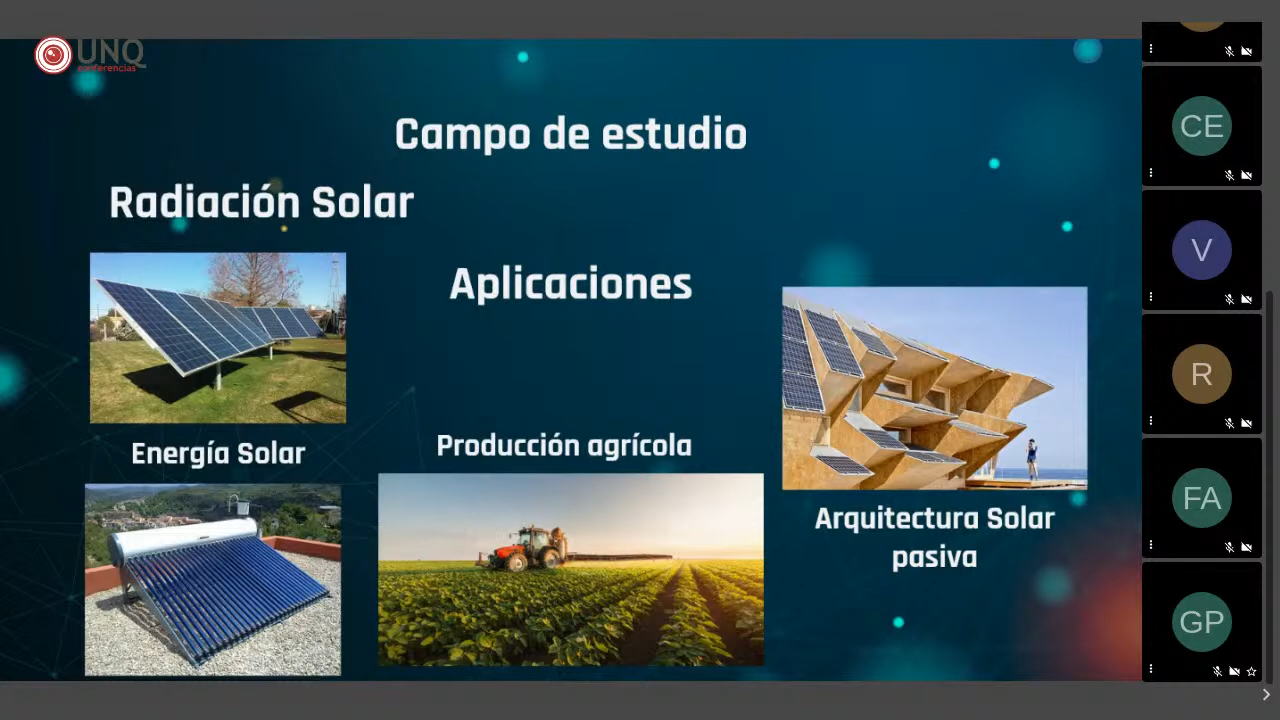 UNQ
conferencias
Campo de estudio
Radiación Solar
Aplicaciones
Energía Solar
Producción agrícola
Arquitectura Solar
pasiva
CE
V
R
FA
GP